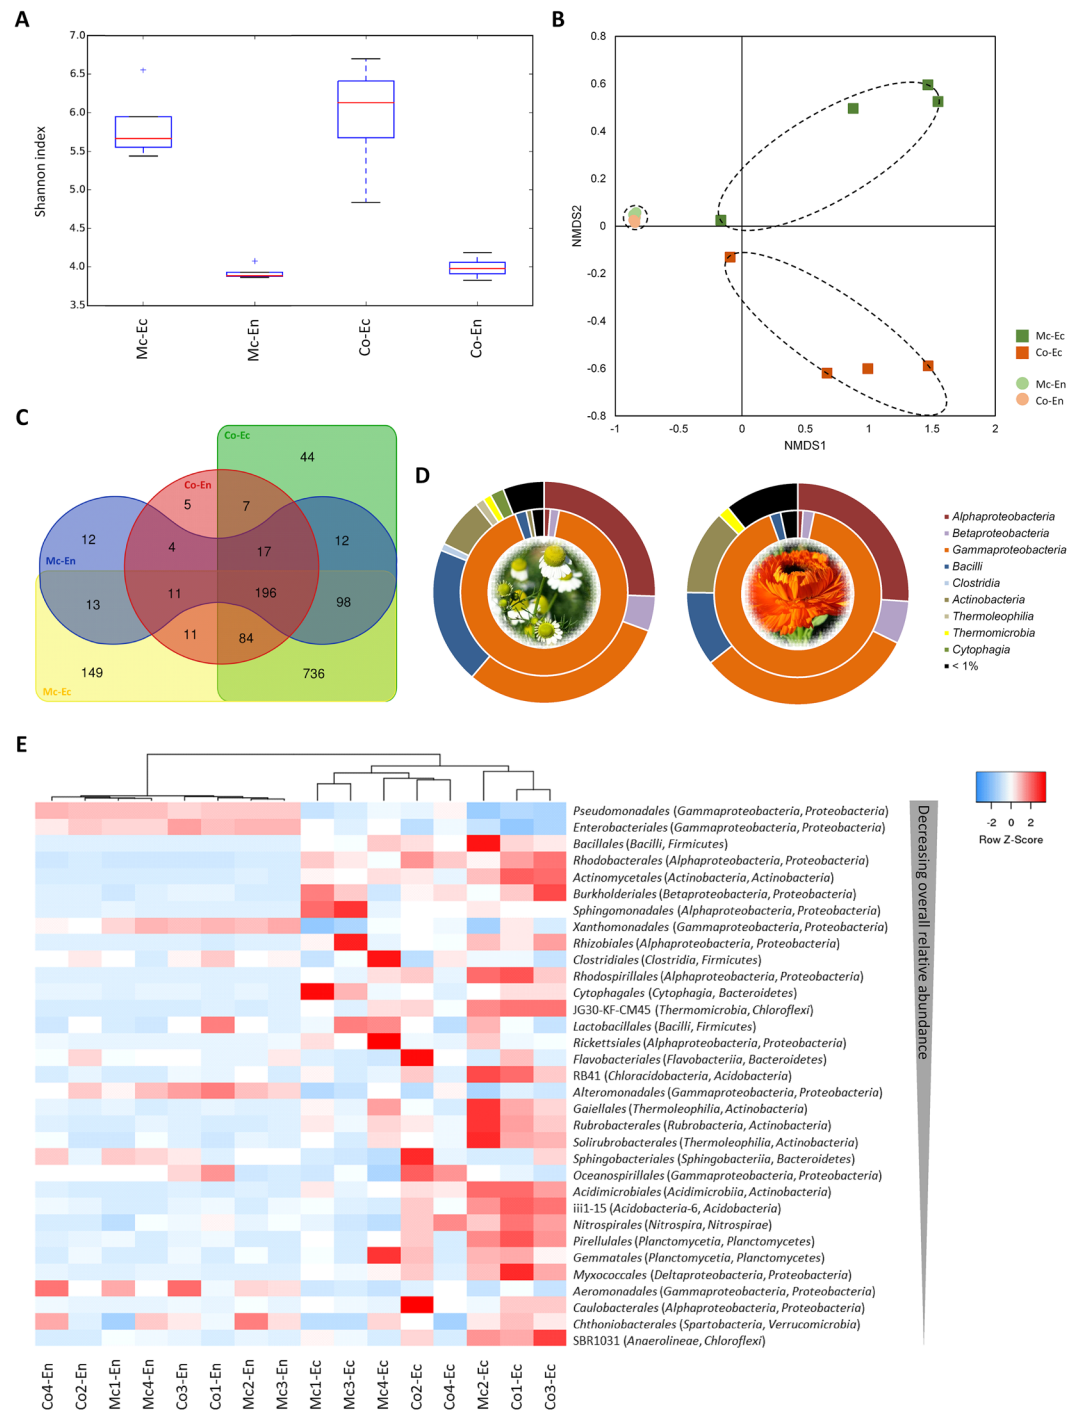 A
7.0
6.5
6.0
5.5
5.0
4.5
4.0
3.5
Shannon index
Mc-Ec
Mc-En
Co-Ec
Co-En
B
0.8
0.6
0.4
0.2
0
-0.2
-0.4
-0.6
-0.8
NMDS2
-1
-0.5
0
0.5
1
1.5
2
NMDS1
Mc-Ec
Co-Ec
Mc-En
Co-En
C
Co-Ec
44
Co-En
5
7
12
4
17
12
Mc-En
13
11
196
98
11
84
149
736
Mc-Ec
D
Alphaproteobacteria
Betaproteobacteria
Gammaproteobacteria
Bacilli
Clostridia
Actinobacteria
Thermoleophilia
Thermomicrobia
Cytophagia
< 1%
E
-2 0 2
Row Z-Score
Decreasing overall relative abundance
Pseudomonadales (Gammaproteobacteria, Proteobacteria)
Enterobacteriales (Gammaproteobacteria, Proteobacteria)
Bacillales (Bacilli, Firmicutes)
Rhodobacterales (Alphaproteobacteria, Proteobacteria)
Actinomycetales (Actinobacteria, Actinobacteria)
Burkholderiales (Betaproteobacteria, Proteobacteria)
Sphingomonadales (Alphaproteobacteria, Proteobacteria)
Xanthomonadales (Gammaproteobacteria, Proteobacteria)
Rhizobiales (Alphaproteobacteria, Proteobacteria)
Clostridiales (Clostridia, Firmicutes)
Rhodospirillales (Alphaproteobacteria, Proteobacteria)
Cytophagales (Cytophagia, Bacteroidetes)
JG30-KF-CM45 (Thermomicrobia, Chloroflexi)
Lactobacillales (Bacilli, Firmicutes)
Rickettsiales (Alphaproteobacteria, Proteobacteria)
Flavobacteriales (Flavobacteriia, Bacteroidetes)
RB41 (Chloracidobacteria, Acidobacteria)
Alteromonadales (Gammaproteobacteria, Proteobacteria)
Gaiellales (Thermoleophilia, Actinobacteria)
Rubrobacterales (Rubrobacteria, Actinobacteria)
Solirubrobacterales (Thermoleophilia, Actinobacteria)
Sphingobacteriales (Sphingobacteriia, Bacteroidetes)
Oceanospirillales (Gammaproteobacteria, Proteobacteria)
Acidimicrobiales (Acidimicrobiia, Actinobacteria)
iii1-15 (Acidobacteria-6, Acidobacteria)
Nitrospirales (Nitrospira, Nitrospirae)
Pirellulales (Planctomycetia, Planctomycetes)
Gemmatales (Planctomycetia, Planctomycetes)
Myxococcales (Deltaproteobacteria, Proteobacteria)
Aeromonadales (Gammaproteobacteria, Proteobacteria)
Caulobacterales (Alphaproteobacteria, Proteobacteria)
Chthoniobacterales (Spartobacteria, Verrucomicrobia)
SBR1031 (Anaerolineae, Chloroflexi)
Co4-En
Co2-En
Mc1-En
Mc4-En
Co3-En
Co1-En
Mc2-En
Mc3-En
Mc1-Ec
Mc3-Ec
Mc4-Ec
Co2-Ec
Co4-Ec
Mc2-Ec
Co1-Ec
Co3-Ec